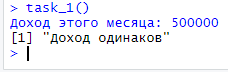 > task_1()
Доход этого месяца: 500000
[1] "Доход одинаков"
>